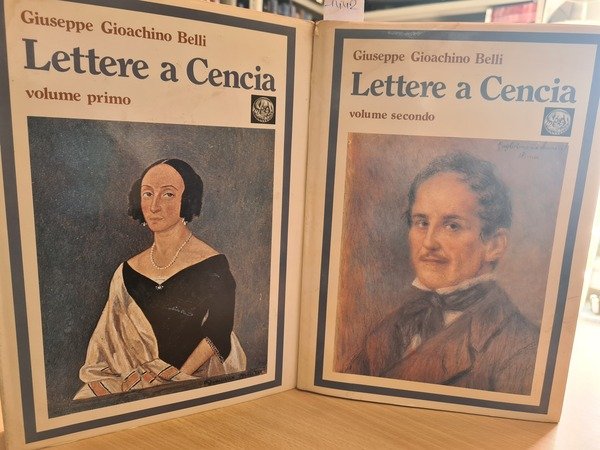 Giuseppe Gioachino Belli
Lettere a Cencia
volume primo
Giuseppe Gioachino Belli
Lettere a Cencia
volume secondo